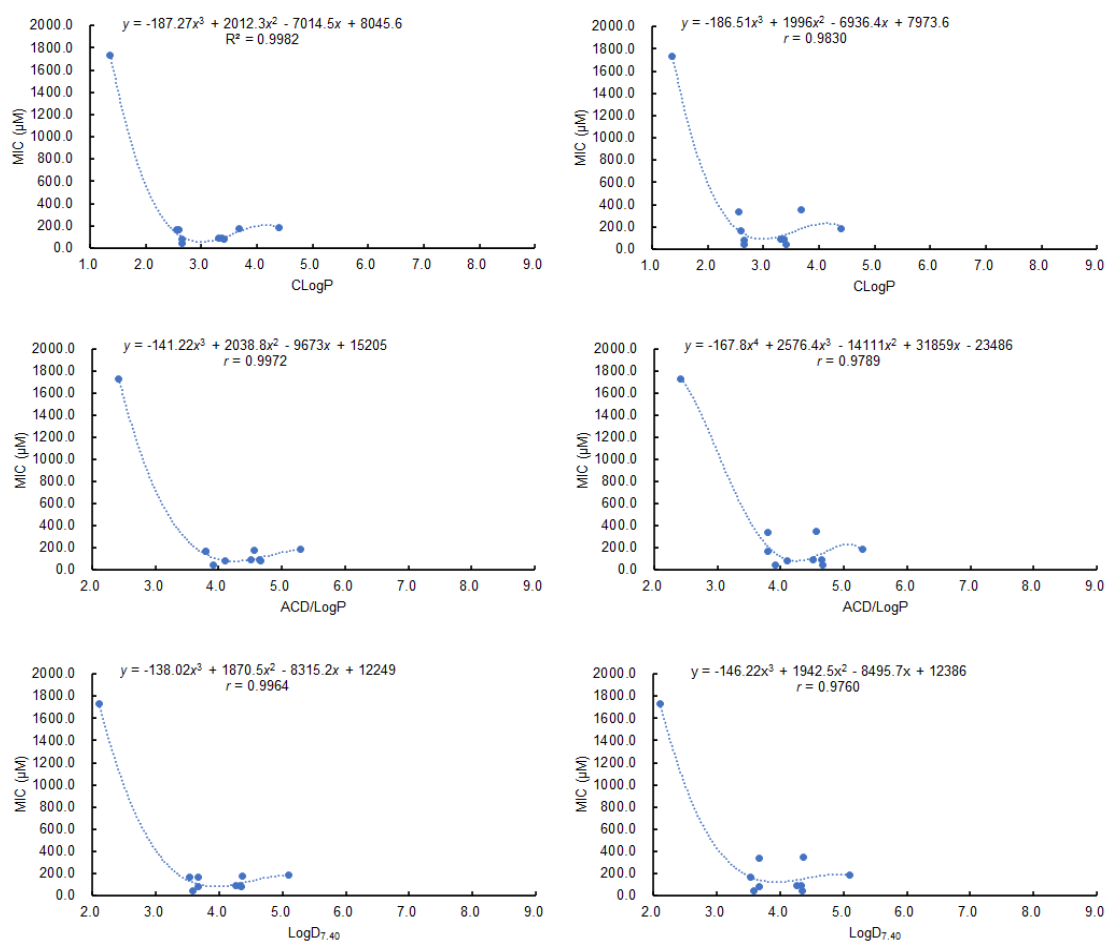 y = -187.27x³ + 2012.3x² - 7014.5x + 8045.6
R² = 0.9982
2000.0
1800.0
1600.0
1400.0
1200.0
1000.0
800.0
600.0
400.0
200.0
0.0
MIC (µM)
1.0 2.0 3.0 4.0 5.0 6.0 7.0 8.0 9.0
CLogP
y = -186.51x³ + 1996x² - 6936.4x + 7973.6
r = 0.9830
2000.0
1800.0
1600.0
1400.0
1200.0
1000.0
800.0
600.0
400.0
200.0
0.0
MIC (µM)
1.0 2.0 3.0 4.0 5.0 6.0 7.0 8.0 9.0
CLogP
y = -141.22x³ + 2038.8x² - 9673x + 15205
r = 0.9972
2000.0
1800.0
1600.0
1400.0
1200.0
1000.0
800.0
600.0
400.0
200.0
0.0
MIC (µM)
2.0 3.0 4.0 5.0 6.0 7.0 8.0 9.0
ACD/LogP
y = -167.8x⁴ + 2576.4x³ - 14111x² + 31859x - 23486
r = 0.9789
2000.0
1800.0
1600.0
1400.0
1200.0
1000.0
800.0
600.0
400.0
200.0
0.0
MIC (µM)
2.0 3.0 4.0 5.0 6.0 7.0 8.0 9.0
ACD/LogP
y = -138.02x³ + 1870.5x² - 8315.2x + 12249
r = 0.9964
2000.0
1800.0
1600.0
1400.0
1200.0
1000.0
800.0
600.0
400.0
200.0
0.0
MIC (µM)
2.0 3.0 4.0 5.0 6.0 7.0 8.0 9.0
LogD₇.₄₀
y = -146.22x³ + 1942.5x² - 8495.7x + 12386
r = 0.9760
2000.0
1800.0
1600.0
1400.0
1200.0
1000.0
800.0
600.0
400.0
200.0
0.0
MIC (µM)
2.0 3.0 4.0 5.0 6.0 7.0 8.0 9.0
LogD₇.₄₀